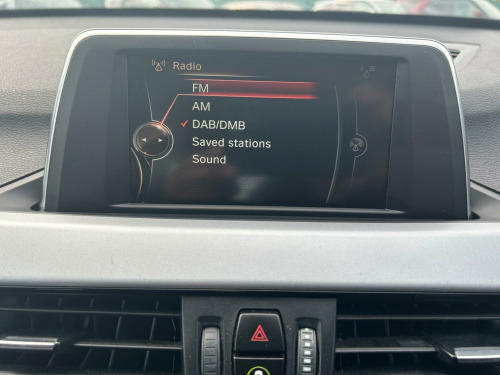 Radio
FM
AM
DAB/DMB
Saved stations
Sound